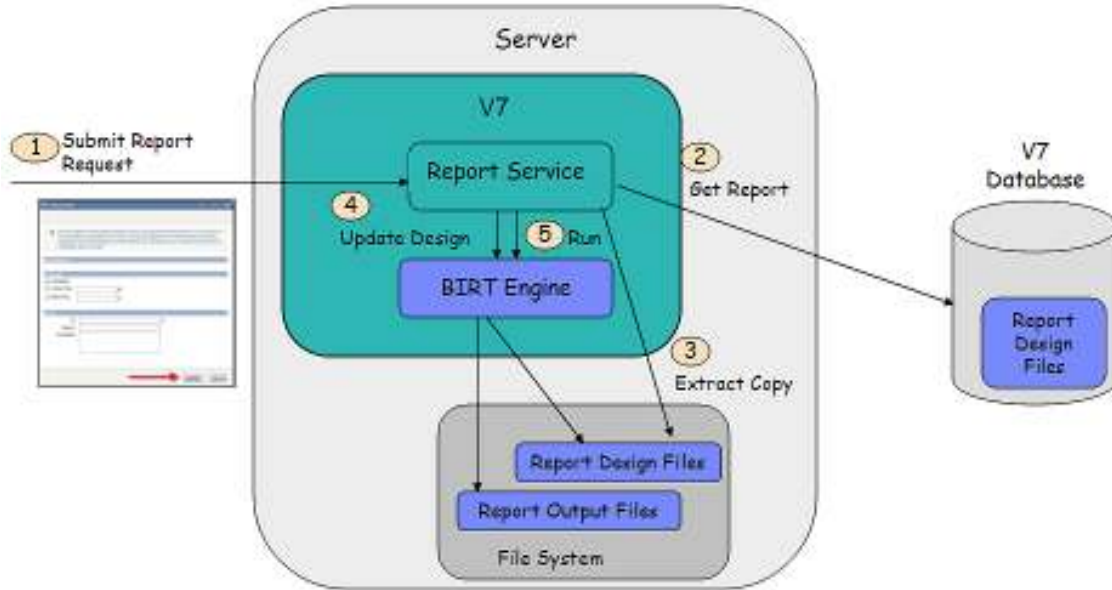 Server
V7
1 Submit Report
Request
Report Service
2
Get Report
V7
Database
4
Update Design
5 Run
BIRT Engine
Report
Design
Files
3
Extract Copy
Report Design Files
Report Output Files
File System